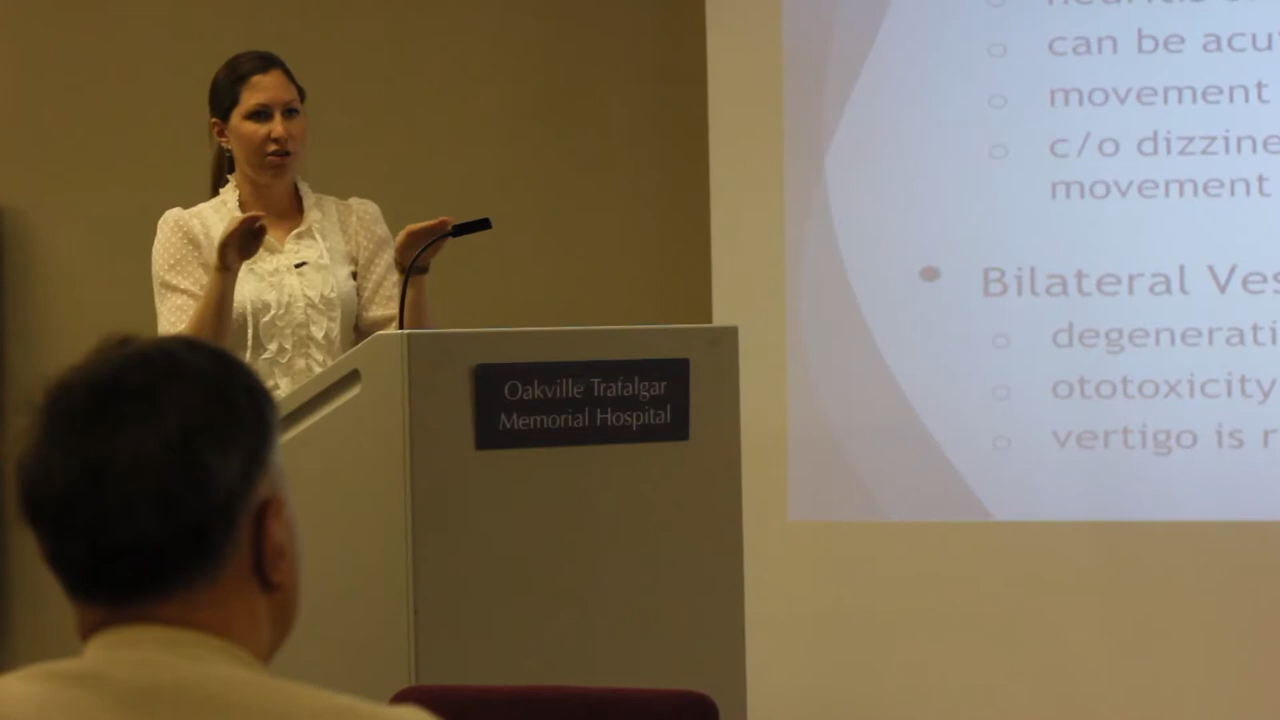 can be acu
movement
c/o dizzine
movement
Bilateral Ves
degenerati
ototoxicity
vertigo is r
Oakville Trafalgar
Memorial Hospital